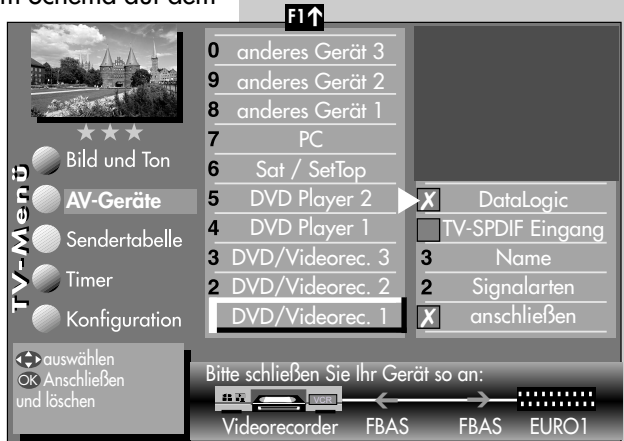 m Schema auf dem
F1↑
0 anderes Gerät 3
9 anderes Gerät 2
8 anderes Gerät 1
7 PC
6 Sat / SetTop
5 DVD Player 2
4 DVD Player 1
3 DVD/Videorec. 3
2 DVD/Videorec. 2
DVD/Videorec. 1
TV-Menü
Bild und Ton
AV-Geräte
Sendertabelle
Timer
Konfiguration
X DataLogic
TV-SPDIF Eingang
3 Name
2 Signalarten
X anschließen
auswählen
OK Anschließen
und löschen
Bitte schließen Sie Ihr Gerät so an:
VCR
Videorecorder FBAS FBAS EURO1